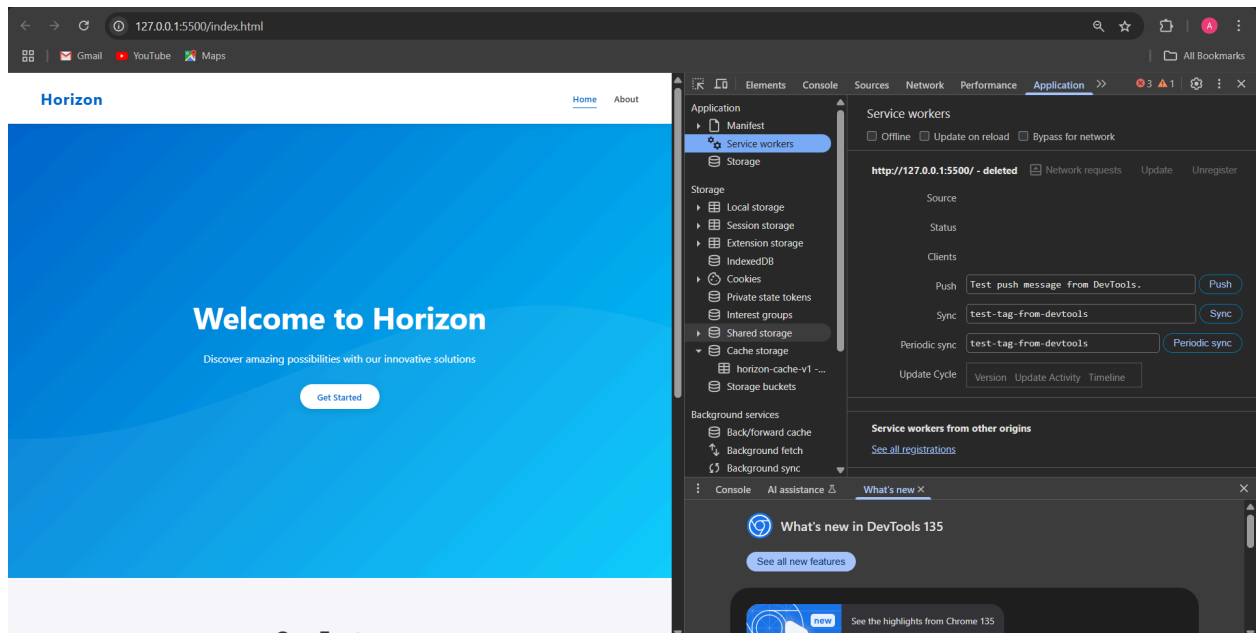 127.0.0.1:5500/index.html
A
Gmail YouTube Maps
All Bookmarks
Horizon
Home About
Welcome to Horizon
Discover amazing possibilities with our innovative solutions
Get Started
Elements Console Sources Network Performance Application 3 1
Application
Manifest
Service workers
Storage
Storage
Local storage
Session storage
Extension storage
IndexedDB
Cookies
Private state tokens
Interest groups
Shared storage
Cache storage
horizon-cache-v1 -...
Storage buckets
Background services
Back/forward cache
Background fetch
Background sync
Service workers
Offline Update on reload Bypass for network
http://127.0.0.1:5500/ - deleted Network requests Update Unregister
Source
Status
Clients
Push Test push message from DevTools. Push
Sync test-tag-from-devtools Sync
Periodic sync test-tag-from-devtools Periodic sync
Update Cycle Version Update Activity Timeline
Service workers from other origins
See all registrations
Console AI assistance What's new
What's new in DevTools 135
See all new features
new
See the highlights from Chrome 135